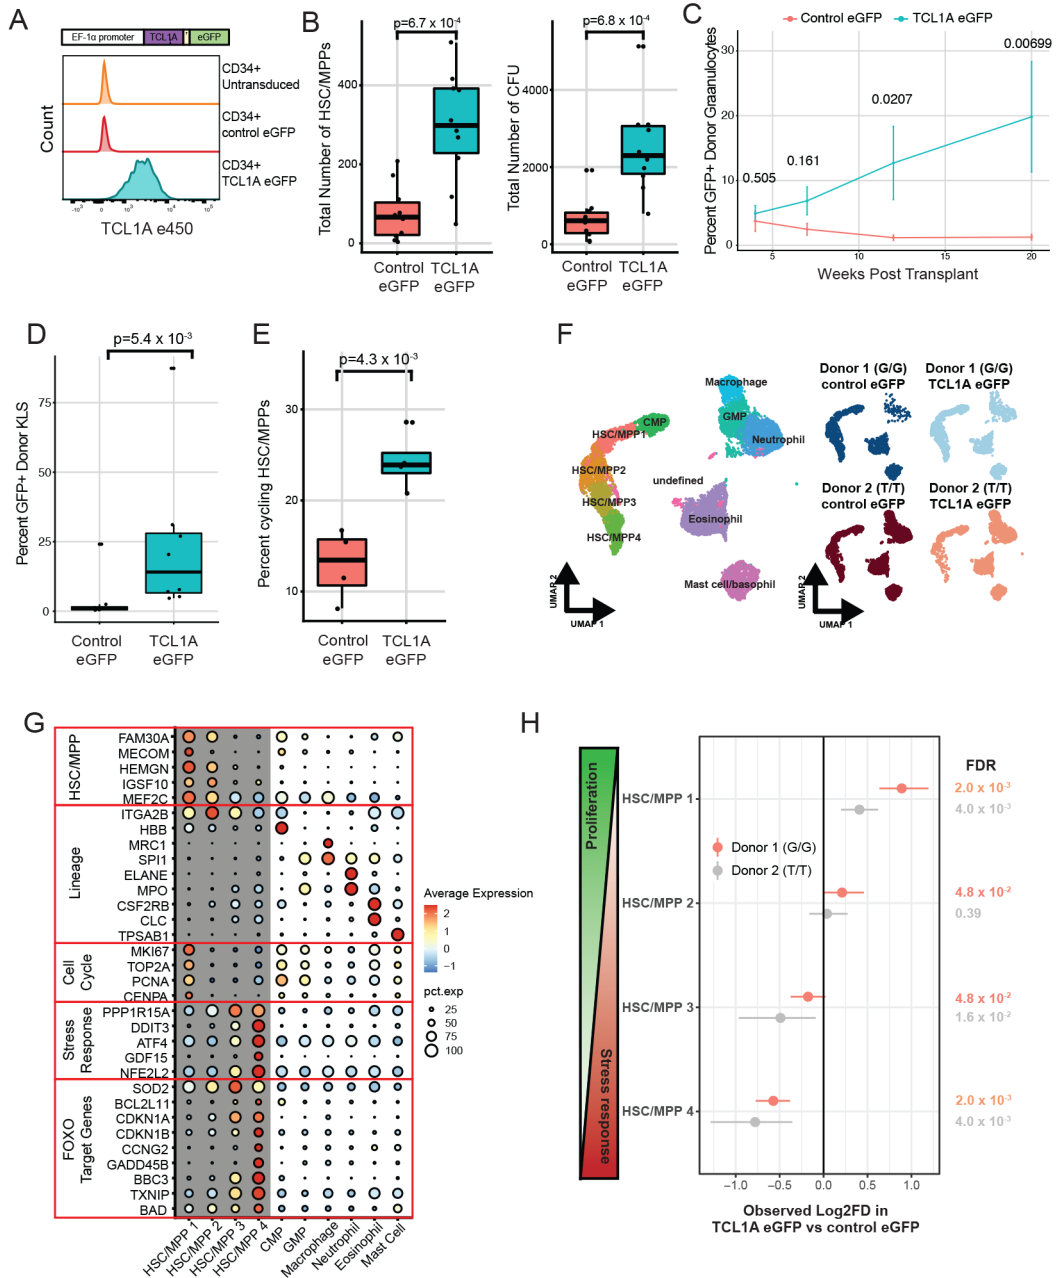 A
EF-1α promoter
TCL1A
eGFP
CD34+
Untransduced
CD34+
control eGFP
CD34+
TCL1A eGFP
Count
TCL1A e450
B
p=6.7 x 10-4
Total Number of HSC/MPPs
400
200
0
Control
eGFP
TCL1A
eGFP
p=6.8 x 10-4
Total Number of CFU
4000
2000
0
Control
eGFP
TCL1A
eGFP
C
Control eGFP
TCL1A eGFP
Percent GFP+ Donor Graanulocytes
30
20
10
0
0.505
0.161
0.0207
0.00699
5
10
15
20
Weeks Post Transplant
D
p=5.4 x 10-3
Percent GFP+ Donor KLS
75
50
25
0
Control
eGFP
TCL1A
eGFP
E
p=4.3 x 10-3
Percent cycling HSC/MPPs
30
20
10
Control
eGFP
TCL1A
eGFP
F
Macrophage
GMP
CMP
HSC/MPP1
Neutrophil
HSC/MPP2
undefined
HSC/MPP3
Eosinophil
HSC/MPP4
Mast cell/basophil
UMAP 2
UMAP 1
Donor 1 (G/G)
control eGFP
Donor 1 (G/G)
TCL1A eGFP
Donor 2 (T/T)
control eGFP
Donor 2 (T/T)
TCL1A eGFP
UMAP 2
UMAP 1
G
HSC/MPP
FAM30A
MECOM
HEMGN
IGSF10
MEF2C
Lineage
ITGA2B
HBB
MRC1
SPI1
ELANE
MPO
CSF2RB
CLC
TPSAB1
Cell
Cycle
MKI67
TOP2A
PCNA
CENPA
Stress
Response
PPP1R15A
DDIT3
ATF4
GDF15
NFE2L2
FOXO
Target Genes
SOD2
BCL2L11
CDKN1A
CDKN1B
CCNG2
GADD45B
BBC3
TXNIP
BAD
HSC/MPP 1
HSC/MPP 2
HSC/MPP 3
HSC/MPP 4
CMP
GMP
Macrophage
Neutrophil
Eosinophil
Mast Cell
Average Expression
2
1
0
−1
pct.exp
25
50
75
100
H
Proliferation
Stress response
HSC/MPP 1
HSC/MPP 2
HSC/MPP 3
HSC/MPP 4
Donor 1 (G/G)
Donor 2 (T/T)
FDR
2.0 x 10-3
4.0 x 10-3
4.8 x 10-2
0.39
4.8 x 10-2
1.6 x 10-2
2.0 x 10-3
4.0 x 10-3
−1.0
−0.5
0.0
0.5
1.0
Observed Log2FD in
TCL1A eGFP vs control eGFP